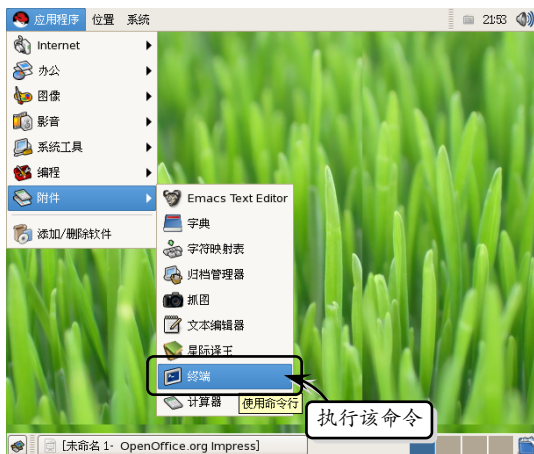 应用程序 位置 系统 21:53
Internet
办公
图像
影音
系统工具
编程
附件
添加/删除软件
Emacs Text Editor
字典
字符映射表
归档管理器
抓图
文本编辑器
星际译王
终端
计算器
使用命令行
执行该命令
[未命名 1- OpenOffice.org Impress]